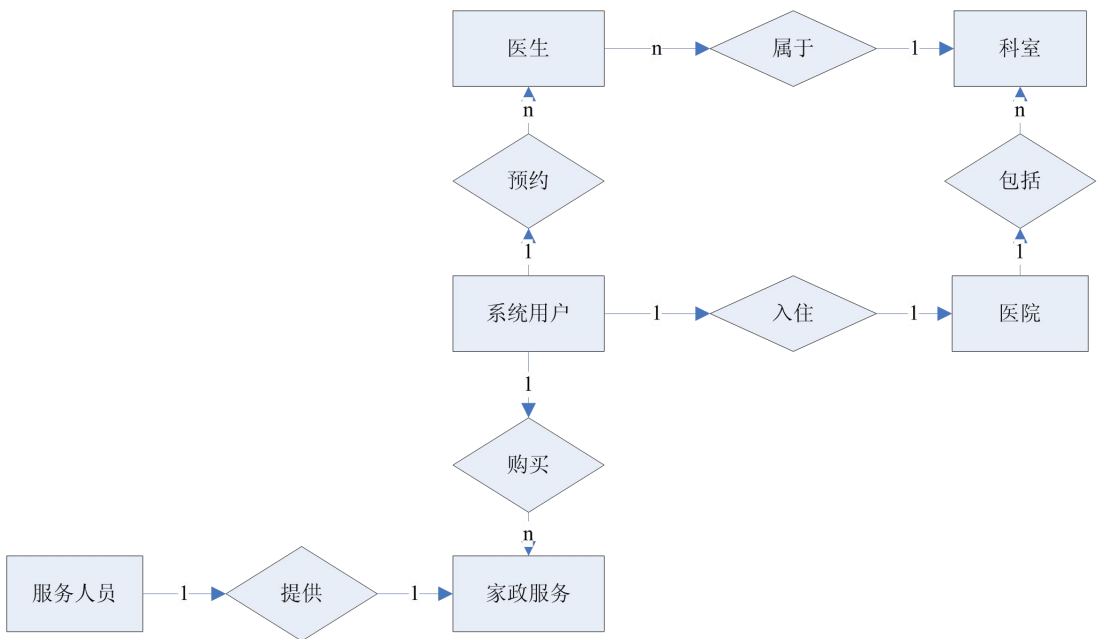 医生
n
属于
1
科室
n
n
预约
包括
1
1
系统用户
1
入住
1
医院
1
购买
n
服务人员
1
提供
1
家政服务